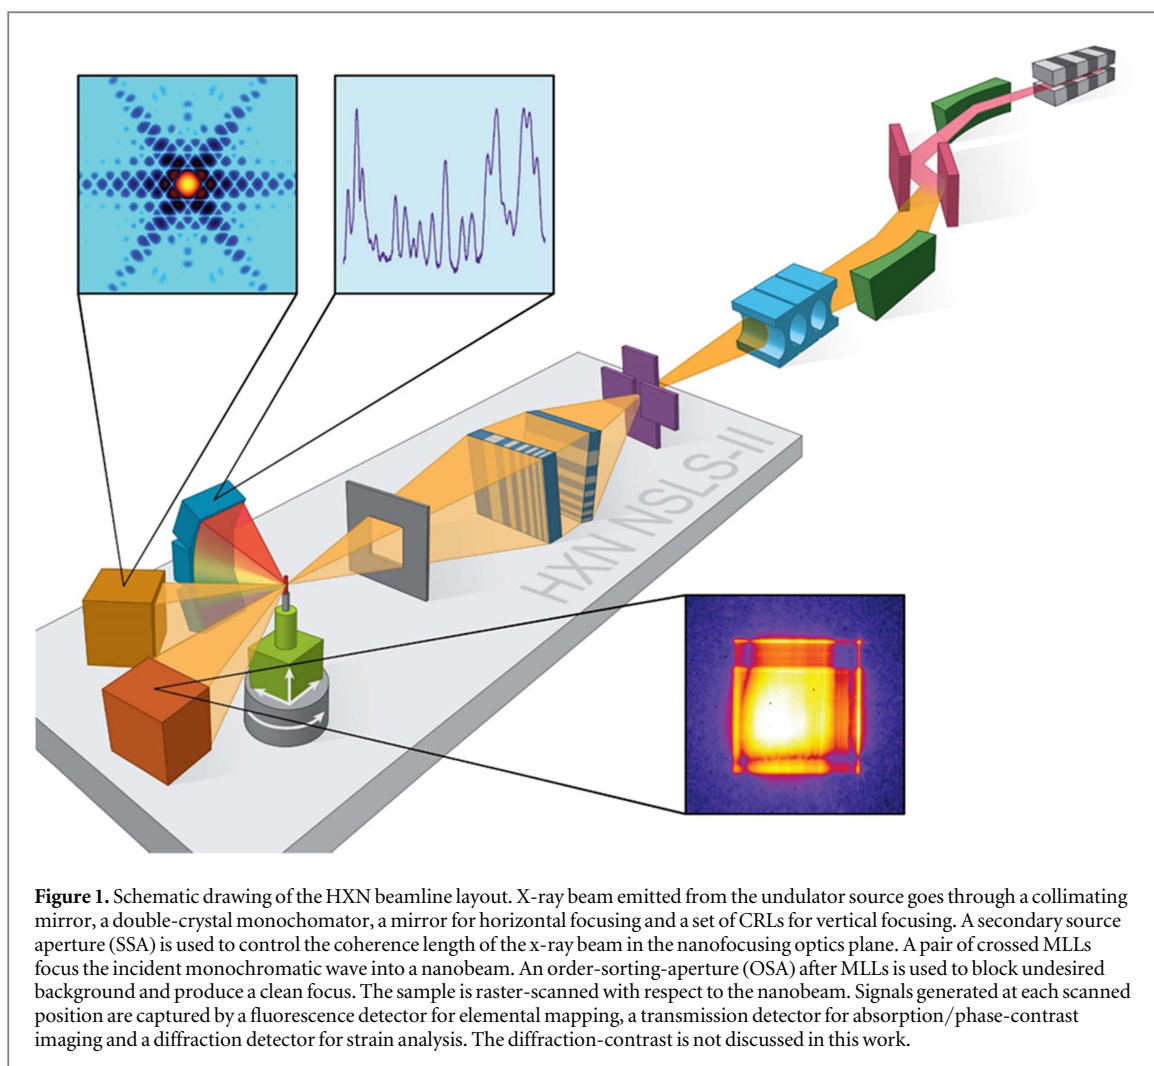 HXN NSLS-II
Figure 1. Schematic drawing of the HXN beamline layout. X-ray beam emitted from the undulator source goes through a collimating
mirror, a double-crystal monochomator, a mirror for horizontal focusing and a set of CRLs for vertical focusing. A secondary source
aperture (SSA) is used to control the coherence length of the x-ray beam in the nanofocusing optics plane. A pair of crossed MLLs
focus the incident monochromatic wave into a nanobeam. An order-sorting-aperture (OSA) after MLLs is used to block undesired
background and produce a clean focus. The sample is raster-scanned with respect to the nanobeam. Signals generated at each scanned
position are captured by a fluorescence detector for elemental mapping, a transmission detector for absorption/phase-contrast
imaging and a diffraction detector for strain analysis. The diffraction-contrast is not discussed in this work.